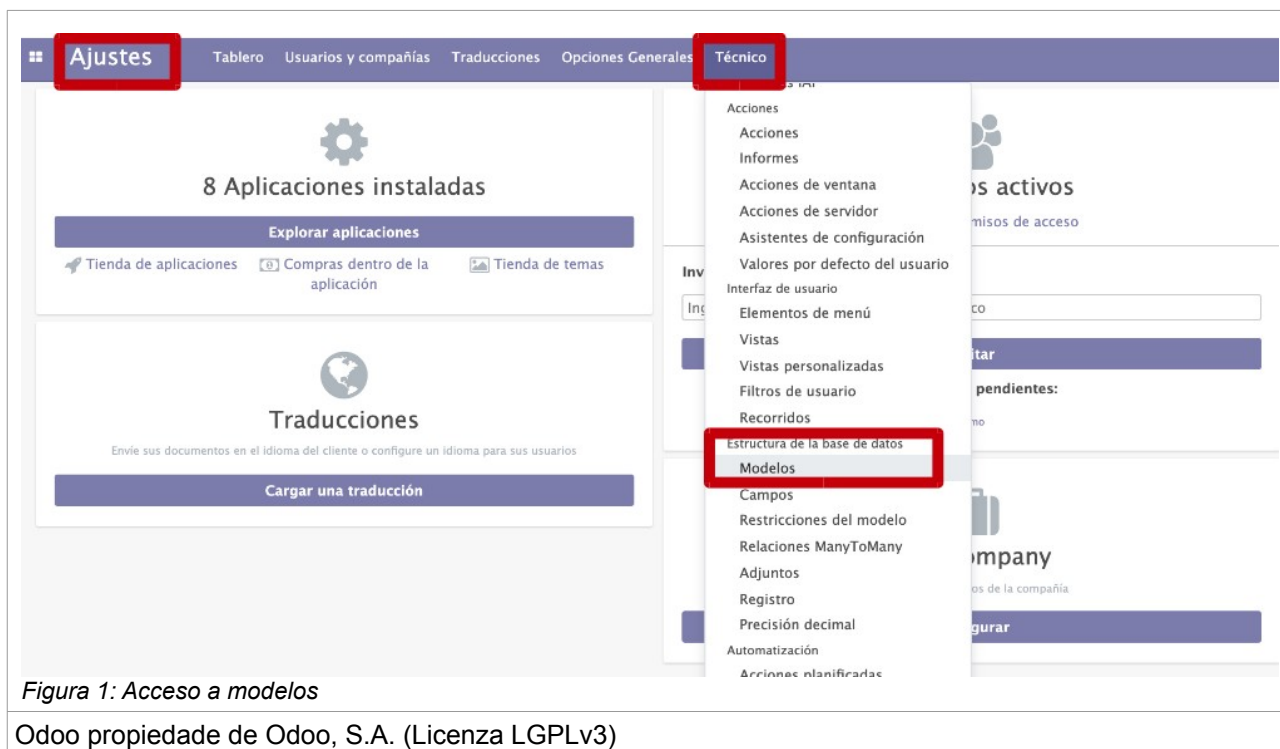 Ajustes Tablero Usuarios y compañías Traducciones Opciones Generales Técnico
8 Aplicaciones instaladas
Explorar aplicaciones
Tienda de aplicaciones Compras dentro de la aplicación Tienda de temas
Traducciones
Envíe sus documentos en el idioma del cliente o configure un idioma para sus usuarios
Cargar una traducción
IAP
Acciones
Acciones
Informes
Acciones de ventana
Acciones de servidor
Asistentes de configuración
Valores por defecto del usuario
Interfaz de usuario
Elementos de menú
Vistas
Vistas personalizadas
Filtros de usuario
Recorridos
Estructura de la base de datos
Modelos
Campos
Restricciones del modelo
Relaciones ManyToMany
Adjuntos
Registro
Precisión decimal
Automatización
Acciones planificadas
os activos
misos de acceso
Inv
Ing
co
itar
pendientes:
mo
ompany
os de la compañía
gurar
Figura 1: Acceso a modelos
Odoo propiedade de Odoo, S.A. (Licenza LGPLv3)